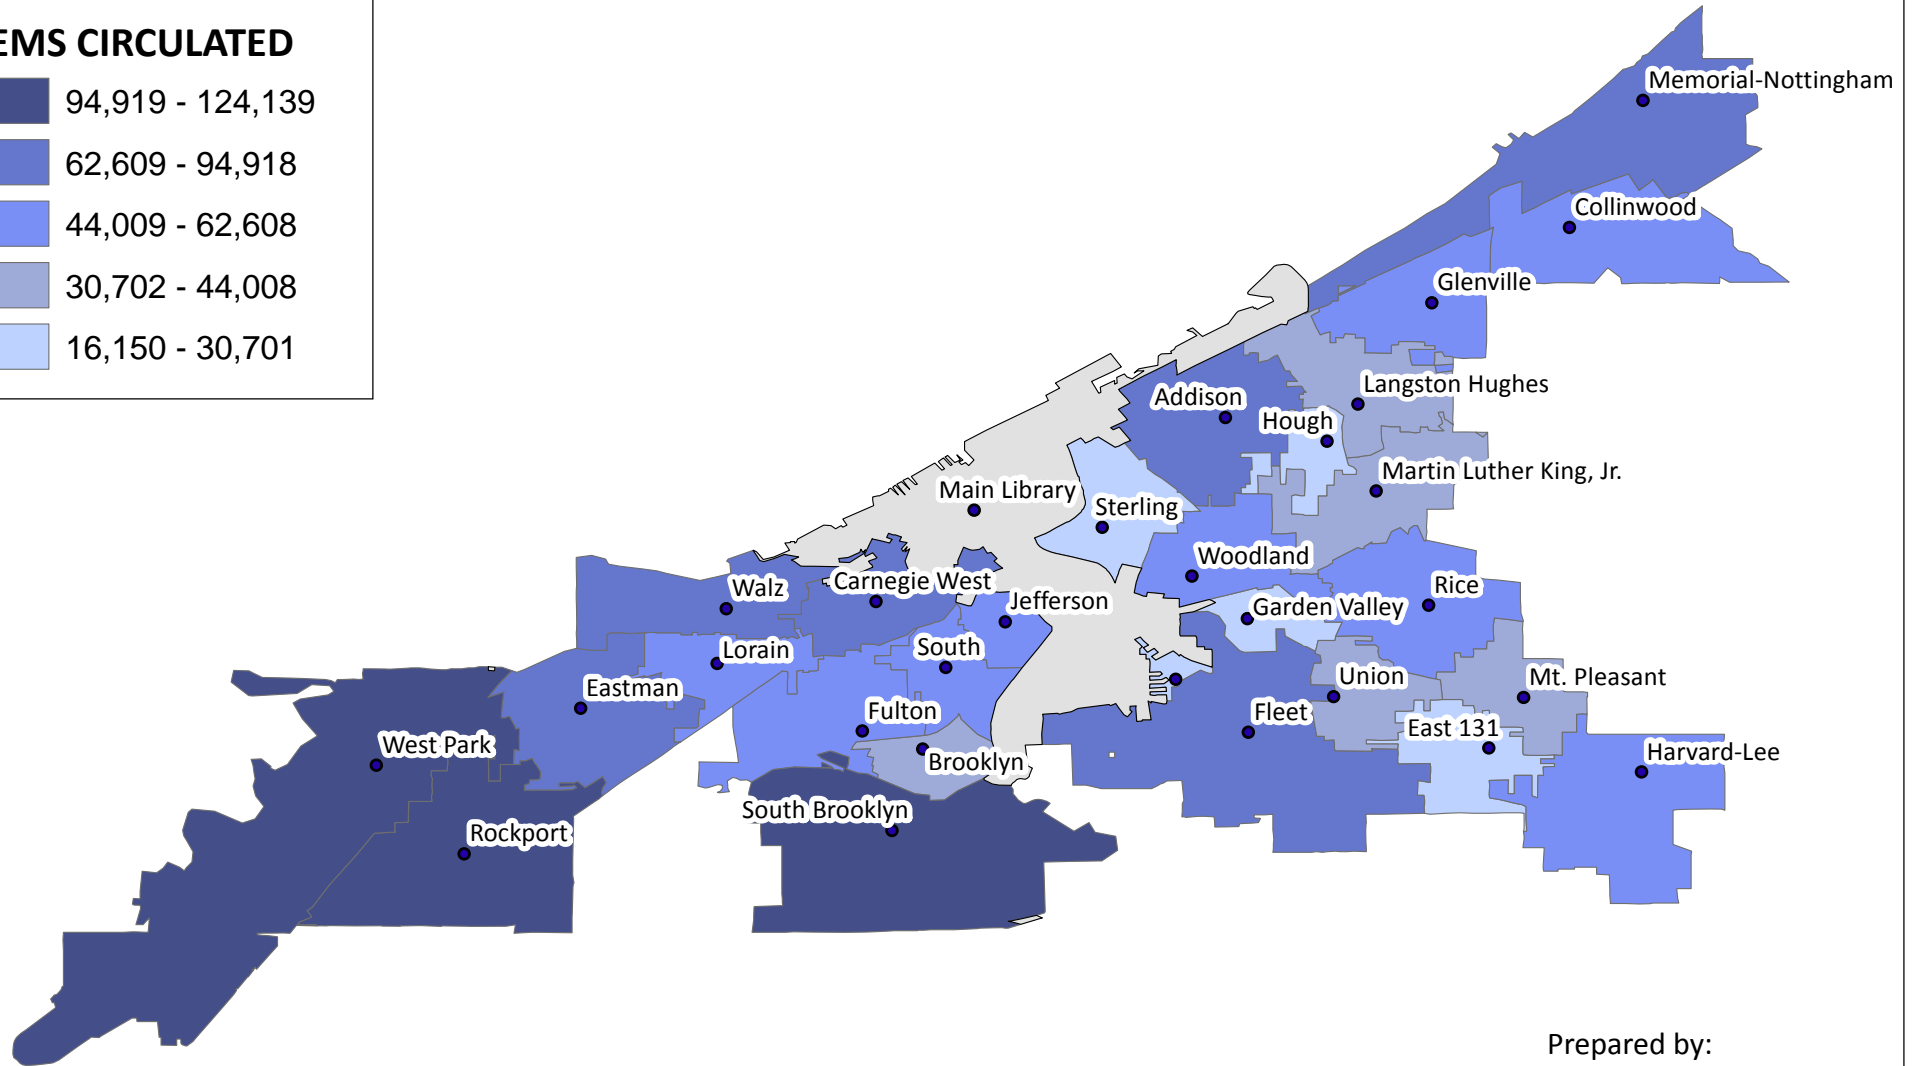 EMS CIRCULATED
94,919 - 124,139
62,609 - 94,918
44,009 - 62,608
30,702 - 44,008
16,150 - 30,701
Memorial-Nottingham
Collinwood
Glenville
Langston Hughes
Addison
Hough
Martin Luther King, Jr.
Main Library
Sterling
Woodland
Walz
Carnegie West
Rice
Jefferson
Garden Valley
South
Lorain
Union
Mt. Pleasant
Eastman
Fulton
Fleet
East 131
West Park
Brooklyn
Harvard-Lee
South Brooklyn
Rockport
Prepared by: